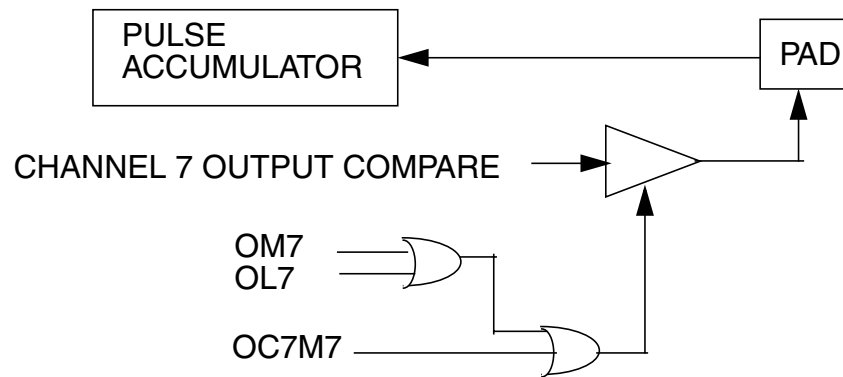 PULSE
ACCUMULATOR
PAD
CHANNEL 7 OUTPUT COMPARE
OM7
OL7
OC7M7